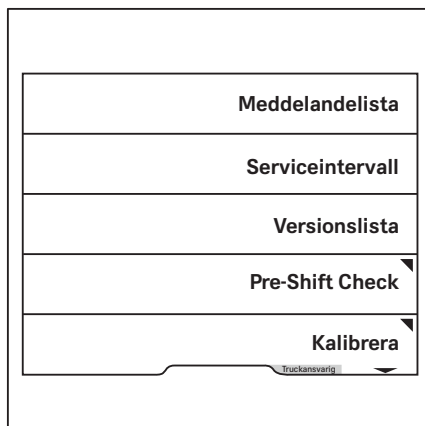 Meddelandelista
Serviceintervall
Versionslista
Pre-Shift Check
Kalibrera
Truckansvarig